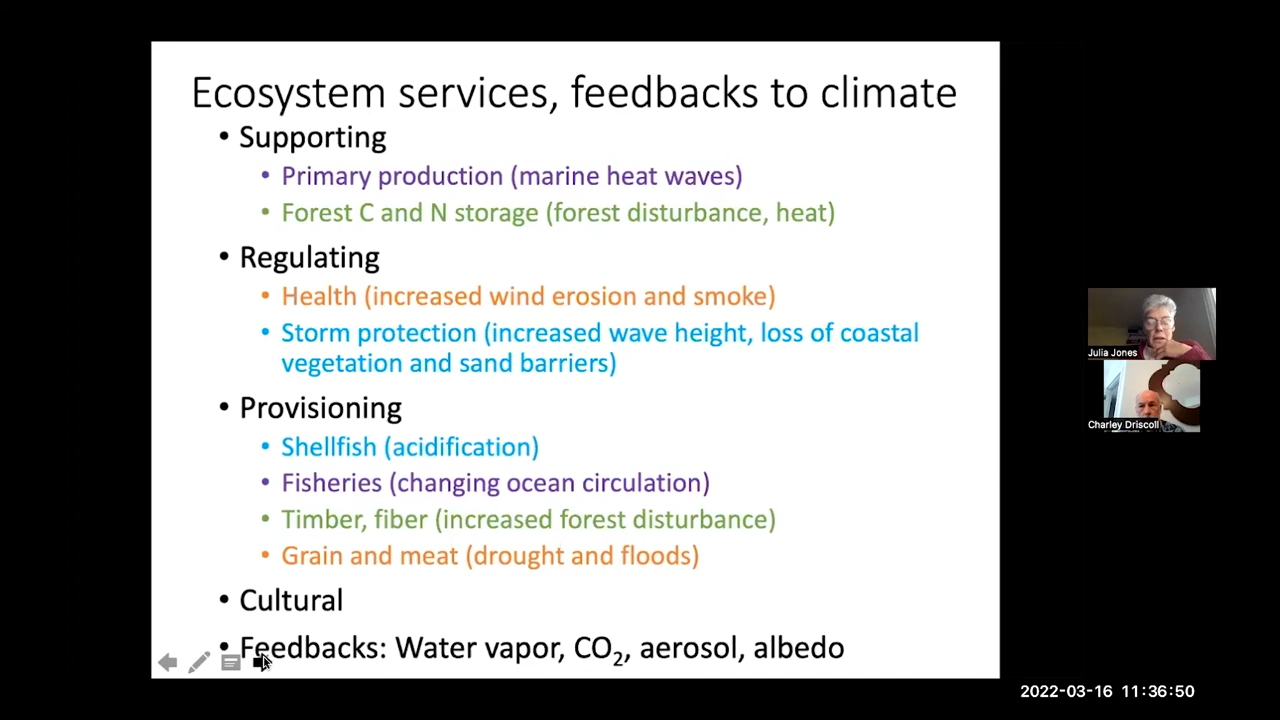 Ecosystem services, feedbacks to climate
• Supporting
• Primary production (marine heat waves)
• Forest C and N storage (forest disturbance, heat)
• Regulating
• Health (increased wind erosion and smoke)
• Storm protection (increased wave height, loss of coastal
vegetation and sand barriers)
• Provisioning
• Shellfish (acidification)
• Fisheries (changing ocean circulation)
• Timber, fiber (increased forest disturbance)
• Grain and meat (drought and floods)
• Cultural
• Feedbacks: Water vapor, CO₂, aerosol, albedo
Julia Jones
Charley Driscoll
2022-03-16 11:36:50